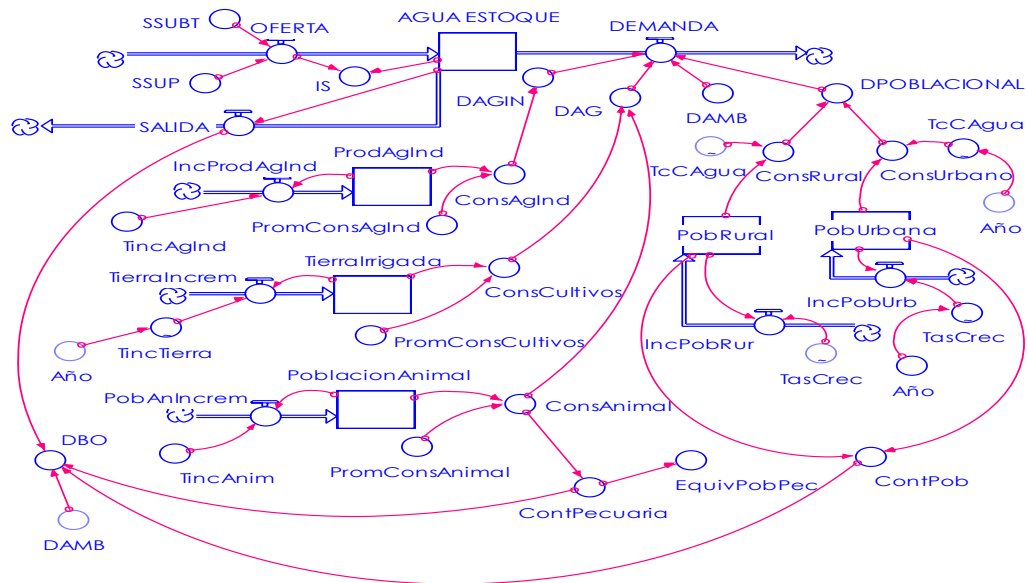 SSUBT
OFERTA
AGUA ESTOQUE
DEMANDA
SSUP
IS
DAGIN
DAG
DAMB
DPOBLACIONAL
SALIDA
TcCAgua
TcCAgua
ConsRural
ConsUrbano
IncProdAgInd
ProdAgInd
ConsAgInd
TincAgInd
PromConsAgInd
PobRural
PobUrbana
Año
TierraIncrem
TierraIrrigada
ConsCultivos
IncPobUrb
TincTierra
PromConsCultivos
IncPobRur
TasCrec
TasCrec
Año
Año
PobAnIncrem
PoblacionAnimal
ConsAnimal
DBO
TincAnim
PromConsAnimal
EquivPobPec
ContPob
ContPecuaria
DAMB